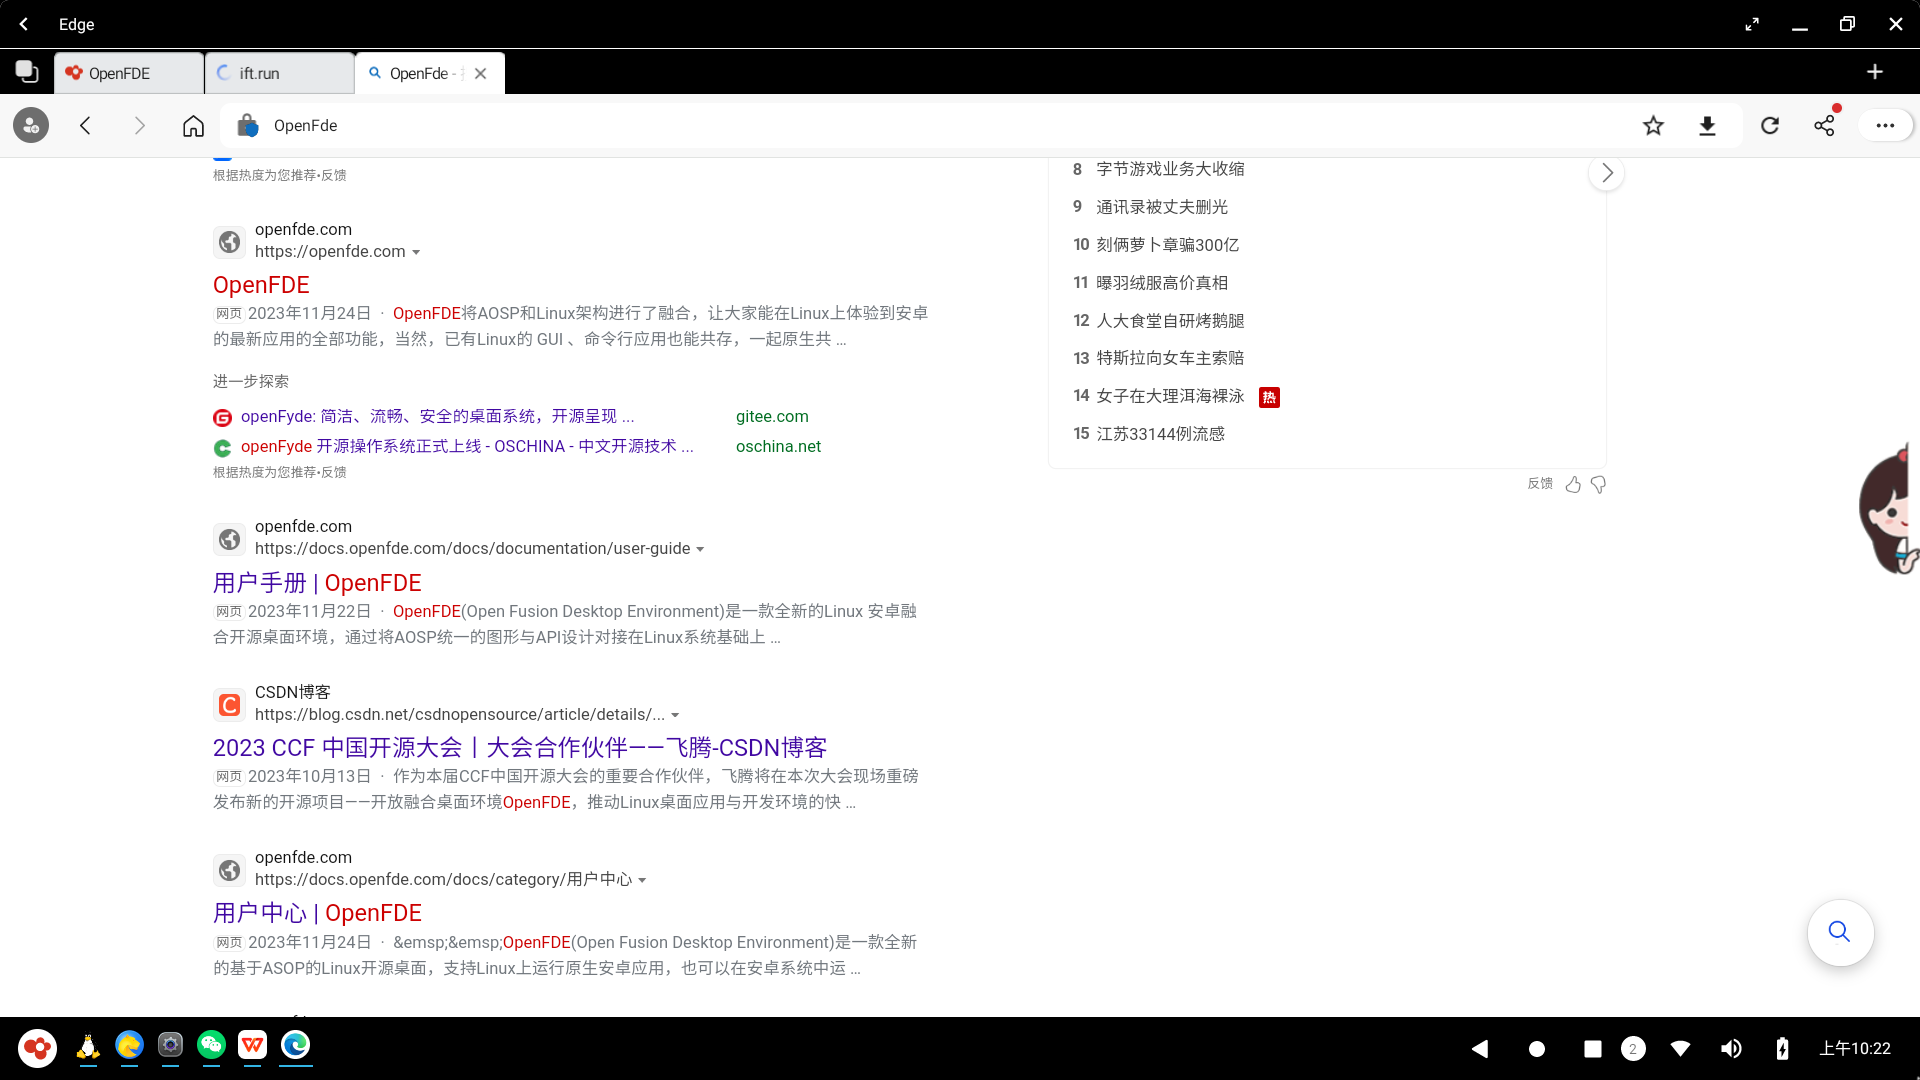 Edge
OpenFDE
ift.run
OpenFde -
OpenFde
根据热度为您推荐•反馈
openfde.com
https://openfde.com
OpenFDE
网页 2023年11月24日 · OpenFDE将AOSP和Linux架构进行了融合，让大家能在Linux上体验到安卓
的最新应用的全部功能，当然，已有Linux的 GUI 、命令行应用也能共存，一起原生共 ...
进一步探索
openFyde: 简洁、流畅、安全的桌面系统，开源呈现 ... gitee.com
openFyde 开源操作系统正式上线 - OSCHINA - 中文开源技术 ... oschina.net
根据热度为您推荐•反馈
openfde.com
https://docs.openfde.com/docs/documentation/user-guide
用户手册 | OpenFDE
网页 2023年11月22日 · OpenFDE(Open Fusion Desktop Environment)是一款全新的Linux 安卓融
合开源桌面环境，通过将AOSP统一的图形与API设计对接在Linux系统基础上 ...
CSDN博客
https://blog.csdn.net/csdnopensource/article/details/...
2023 CCF 中国开源大会丨大会合作伙伴——飞腾-CSDN博客
网页 2023年10月13日 · 作为本届CCF中国开源大会的重要合作伙伴，飞腾将在本次大会现场重磅
发布新的开源项目——开放融合桌面环境OpenFDE，推动Linux桌面应用与开发环境的快 ...
openfde.com
https://docs.openfde.com/docs/category/用户中心
用户中心 | OpenFDE
网页 2023年11月24日 · &emsp;&emsp;OpenFDE(Open Fusion Desktop Environment)是一款全新
的基于ASOP的Linux开源桌面，支持Linux上运行原生安卓应用，也可以在安卓系统中运 ...
8 字节游戏业务大收缩
9 通讯录被丈夫删光
10 刻俩萝卜章骗300亿
11 曝羽绒服高价真相
12 人大食堂自研烤鹅腿
13 特斯拉向女车主索赔
14 女子在大理洱海裸泳 热
15 江苏33144例流感
反馈
2
上午10:22